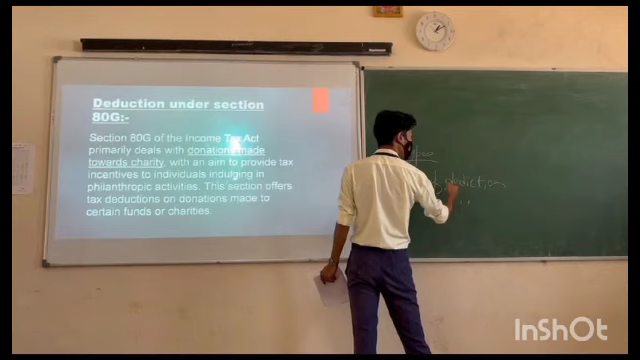 Deduction under section
80G:-
Section 80G of the Income Tax Act
primarily deals with donations made
towards charity, with an aim to provide tax
incentives to individuals indulging in
philanthropic activities. This section offers
tax deductions on donations made to
certain funds or charities.
InShOt